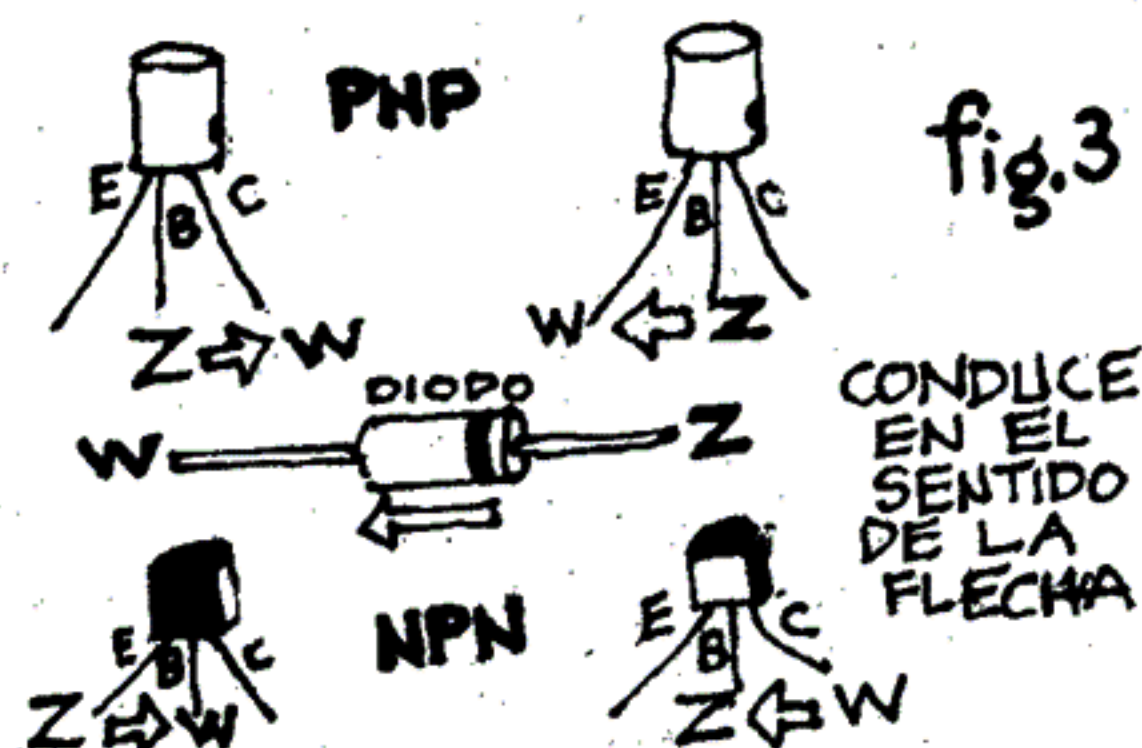 PNP
fig.3
E B C
E B C
Z W
W Z
DIODO
W Z
CONDUCE
EN EL
SENTIDO
DE LA
FLECHA
NPN
E B C
E B C
Z W
Z W